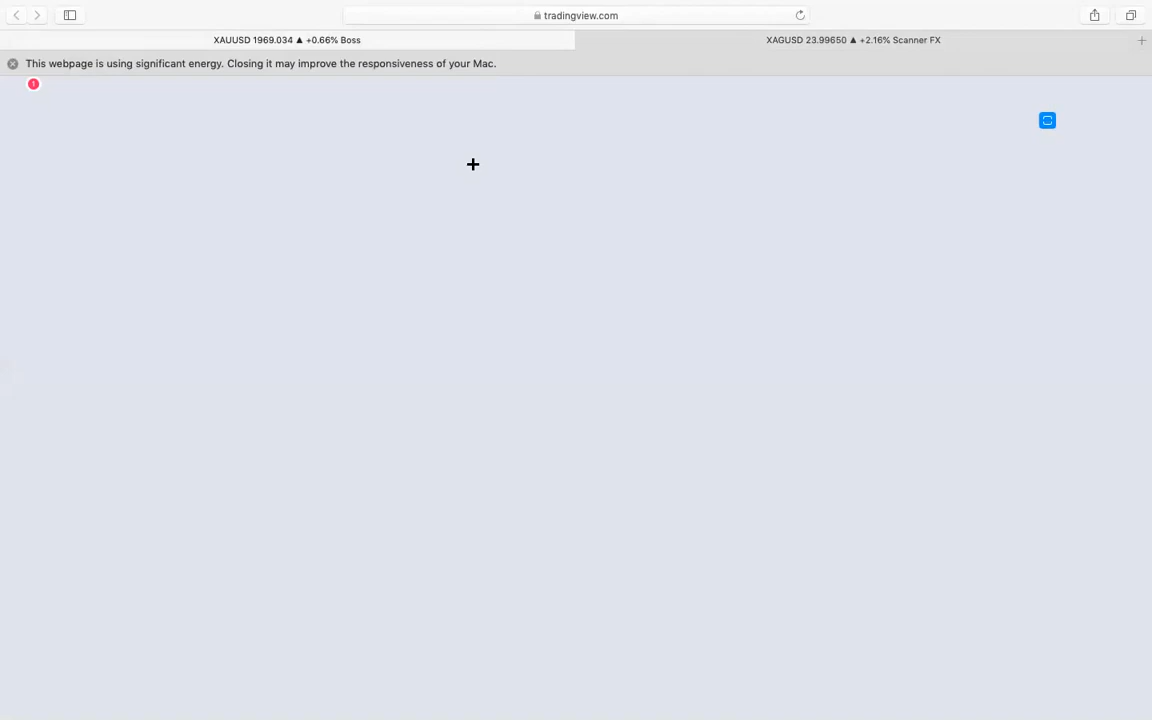 tradingview.com
XAUUSD 1969.034 ▲ +0.66% Boss
XAGUSD 23.99650 ▲ +2.16% Scanner FX
This webpage is using significant energy. Closing it may improve the responsiveness of your Mac.
1